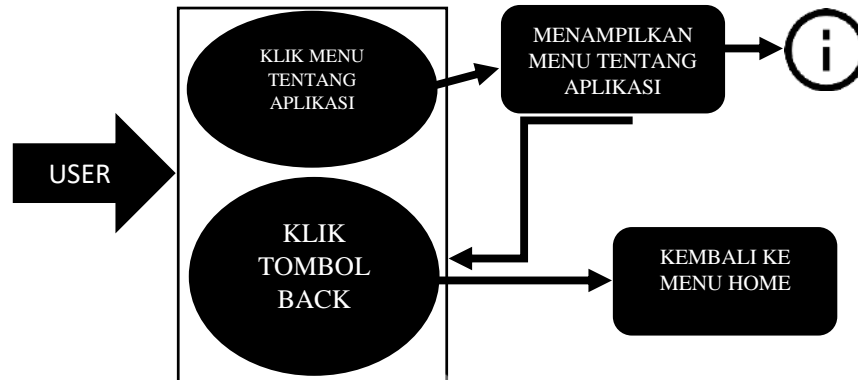 KLIK MENU
TENTANG
APLIKASI
MENAMPILKAN
MENU TENTANG
APLIKASI
i
USER
KLIK
TOMBOL
BACK
KEMBALI KE
MENU HOME